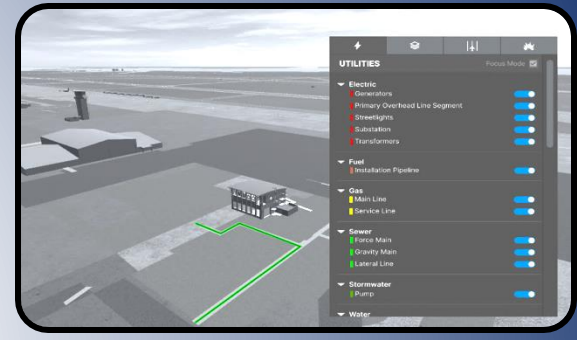 UTILITIES Focus Mode
Electric
Generators
Primary Overhead Line Segment
Streetlights
Substation
Transformers
Fuel
Installation Pipeline
Gas
Main Line
Service Line
Sewer
Force Main
Gravity Main
Lateral Line
Stormwater
Pump
Water